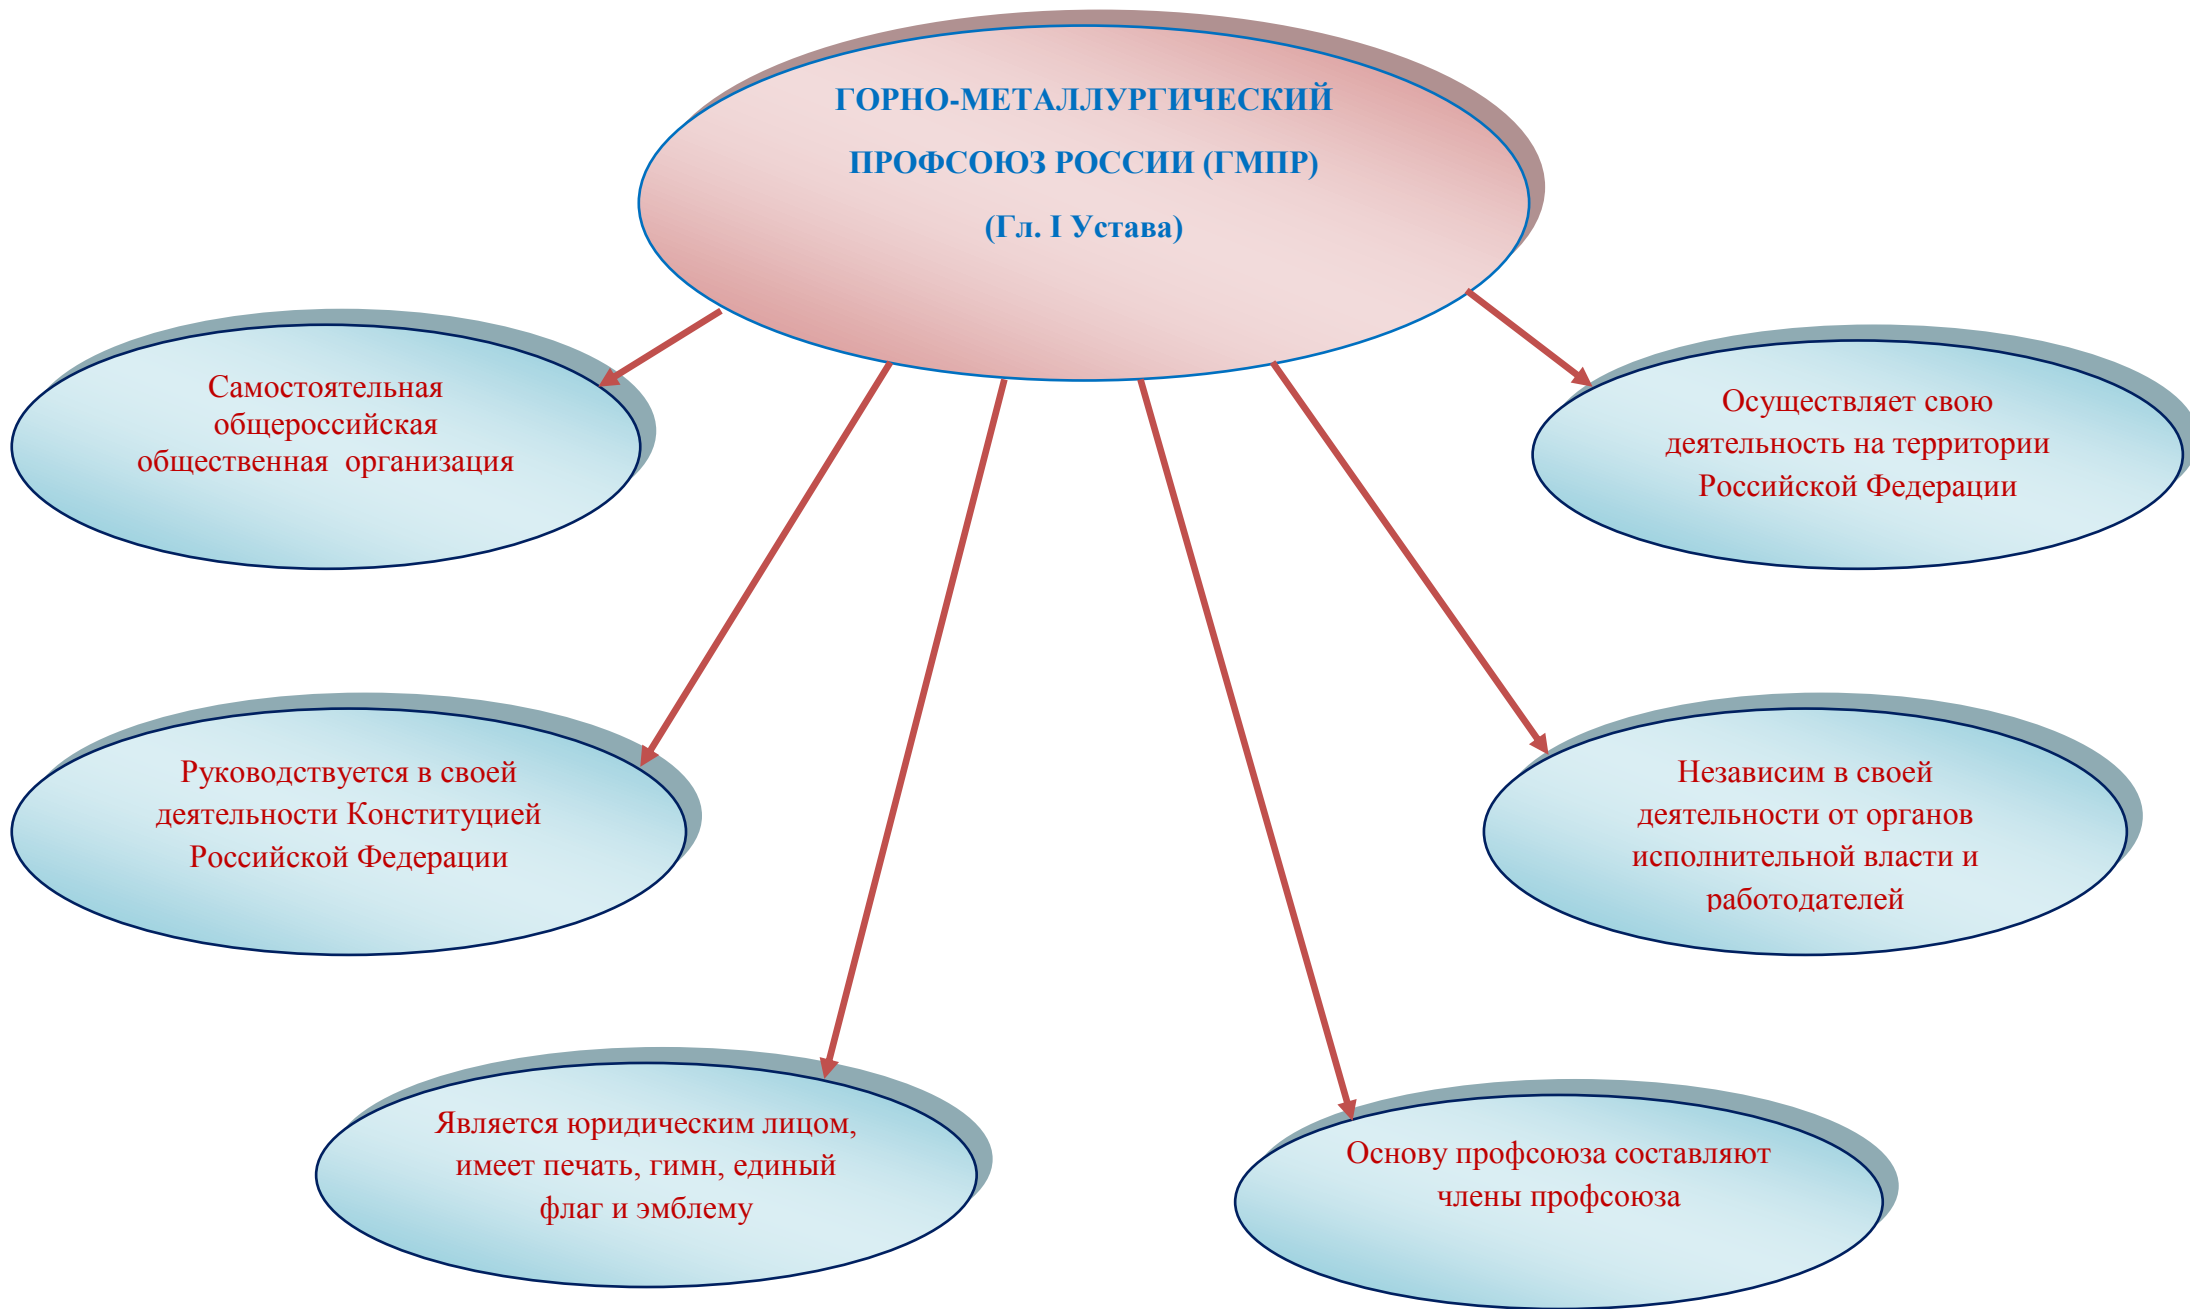 ГОРНО-МЕТАЛЛУРГИЧЕСКИЙ
ПРОФСОЮЗ РОССИИ (ГМПР)
(Гл. I Устава)
Самостоятельная
общероссийская
общественная  организация
Осуществляет свою
деятельность на территории
Российской Федерации
Руководствуется в своей
деятельности Конституцией
Российской Федерации
Независим в своей
деятельности от органов
исполнительной власти и
работодателей
Является юридическим лицом,
имеет печать, гимн, единый
флаг и эмблему
Основу профсоюза составляют
члены профсоюза